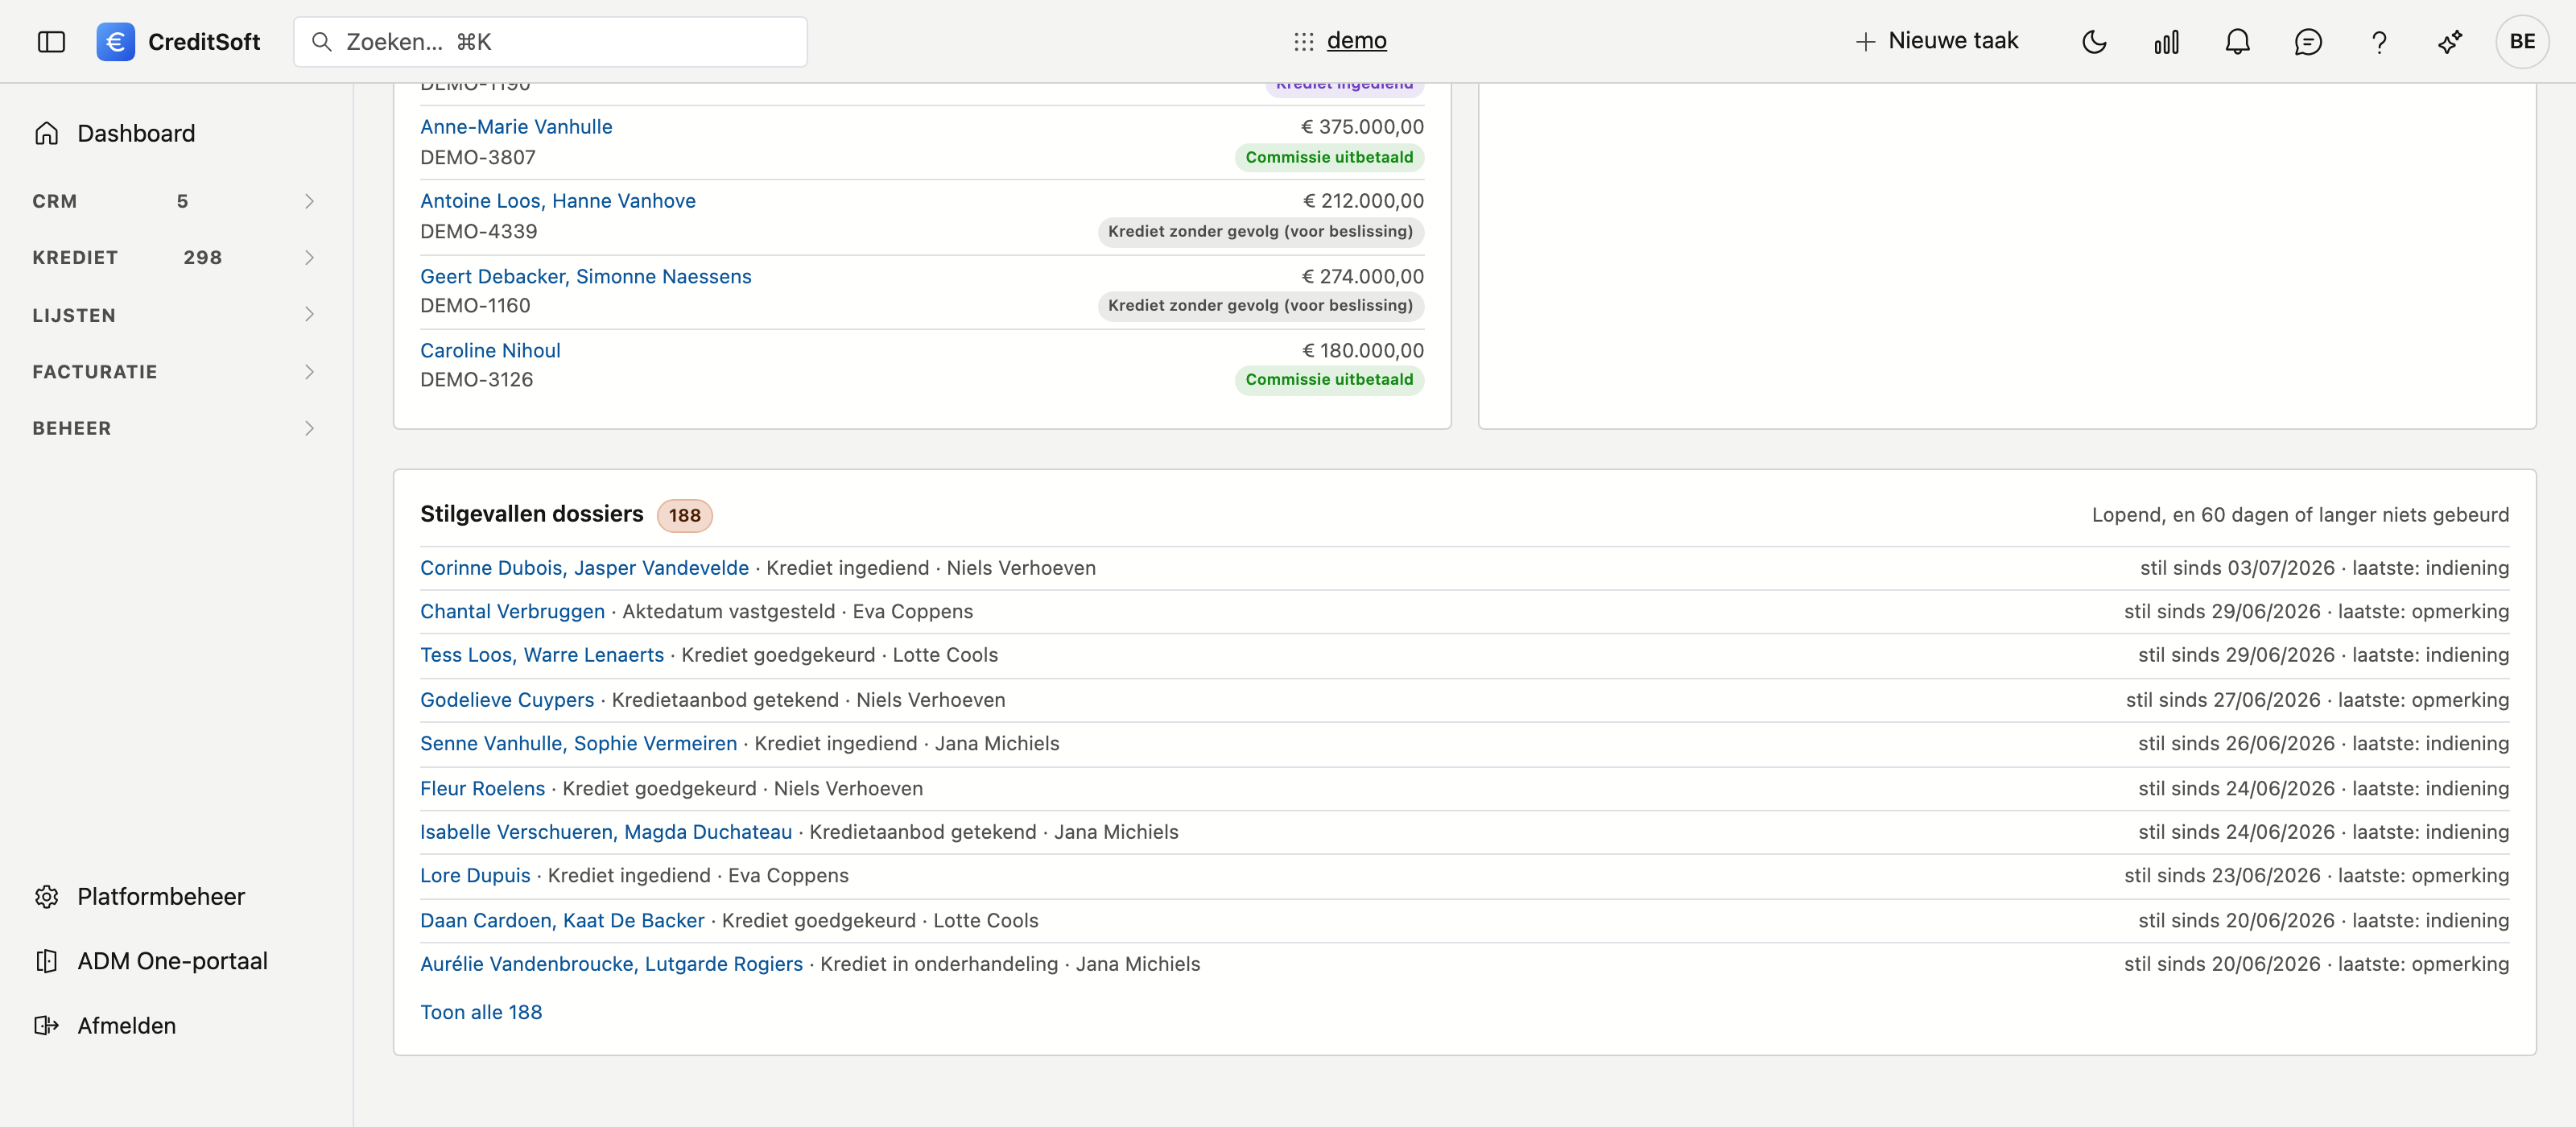 CreditSoft
Zoeken... ⌘K
demo
Nieuwe taak
BE
Dashboard
CRM 5
KREDIET 298
LIJSTEN
FACTURATIE
BEHEER
Platformbeheer
ADM One-portaal
Afmelden
DEMO-1190 Krediet ingediend
Anne-Marie Vanhulle € 375.000,00
DEMO-3807 Commissie uitbetaald
Antoine Loos, Hanne Vanhove € 212.000,00
DEMO-4339 Krediet zonder gevolg (voor beslissing)
Geert Debacker, Simonne Naessens € 274.000,00
DEMO-1160 Krediet zonder gevolg (voor beslissing)
Caroline Nihoul € 180.000,00
DEMO-3126 Commissie uitbetaald
Stilgevallen dossiers 188 Lopend, en 60 dagen of langer niets gebeurd
Corinne Dubois, Jasper Vandevelde · Krediet ingediend · Niels Verhoeven stil sinds 03/07/2026 · laatste: indiening
Chantal Verbruggen · Aktedatum vastgesteld · Eva Coppens stil sinds 29/06/2026 · laatste: opmerking
Tess Loos, Warre Lenaerts · Krediet goedgekeurd · Lotte Cools stil sinds 29/06/2026 · laatste: indiening
Godelieve Cuypers · Kredietaanbod getekend · Niels Verhoeven stil sinds 27/06/2026 · laatste: opmerking
Senne Vanhulle, Sophie Vermeiren · Krediet ingediend · Jana Michiels stil sinds 26/06/2026 · laatste: indiening
Fleur Roelens · Krediet goedgekeurd · Niels Verhoeven stil sinds 24/06/2026 · laatste: indiening
Isabelle Verschueren, Magda Duchateau · Kredietaanbod getekend · Jana Michiels stil sinds 24/06/2026 · laatste: indiening
Lore Dupuis · Krediet ingediend · Eva Coppens stil sinds 23/06/2026 · laatste: opmerking
Daan Cardoen, Kaat De Backer · Krediet goedgekeurd · Lotte Cools stil sinds 20/06/2026 · laatste: indiening
Aurélie Vandenbroucke, Lutgarde Rogiers · Krediet in onderhandeling · Jana Michiels stil sinds 20/06/2026 · laatste: opmerking
Toon alle 188